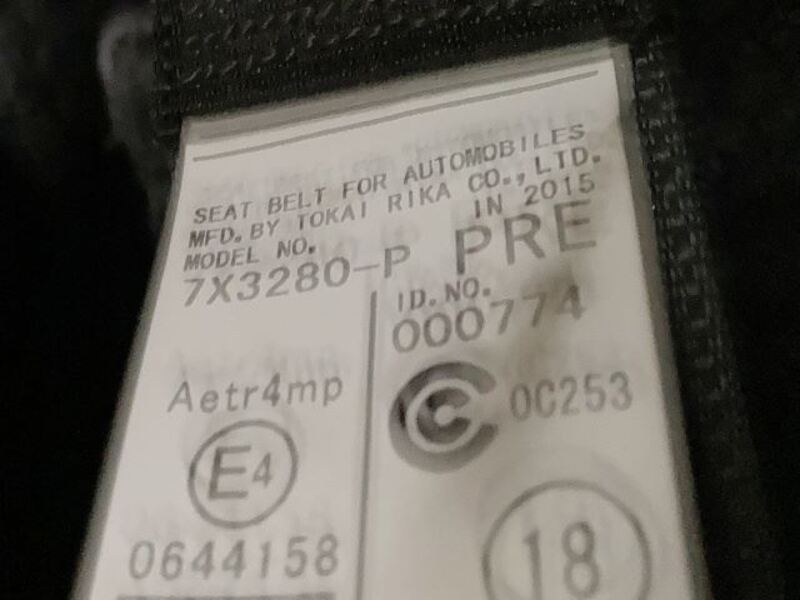 SEAT BELT FOR AUTOMOBILES
MFD. BY TOKAI RIKA CO., LTD.
MODEL NO. IN 2015
7X3280-P PRE
ID. NO.
000774
Aetr4mp
0C253
E4
0644158
18